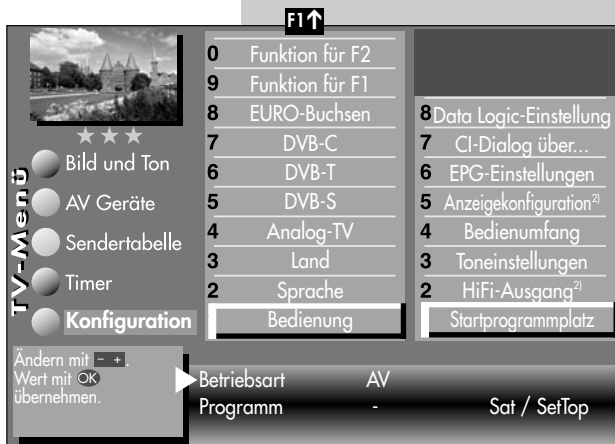 F1↑
TV-Menü
Bild und Ton
AV Geräte
Sendertabelle
Timer
Konfiguration
0 Funktion für F2
9 Funktion für F1
8 EURO-Buchsen
7 DVB-C
6 DVB-T
5 DVB-S
4 Analog-TV
3 Land
2 Sprache
Bedienung
8 Data Logic-Einstellung
7 CI-Dialog über...
6 EPG-Einstellungen
5 Anzeigekonfiguration2)
4 Bedienumfang
3 Toneinstellungen
2 HiFi-Ausgang2)
Startprogrammplatz
Ändern mit - +.
Wert mit OK
übernehmen.
Betriebsart AV
Programm - Sat / SetTop